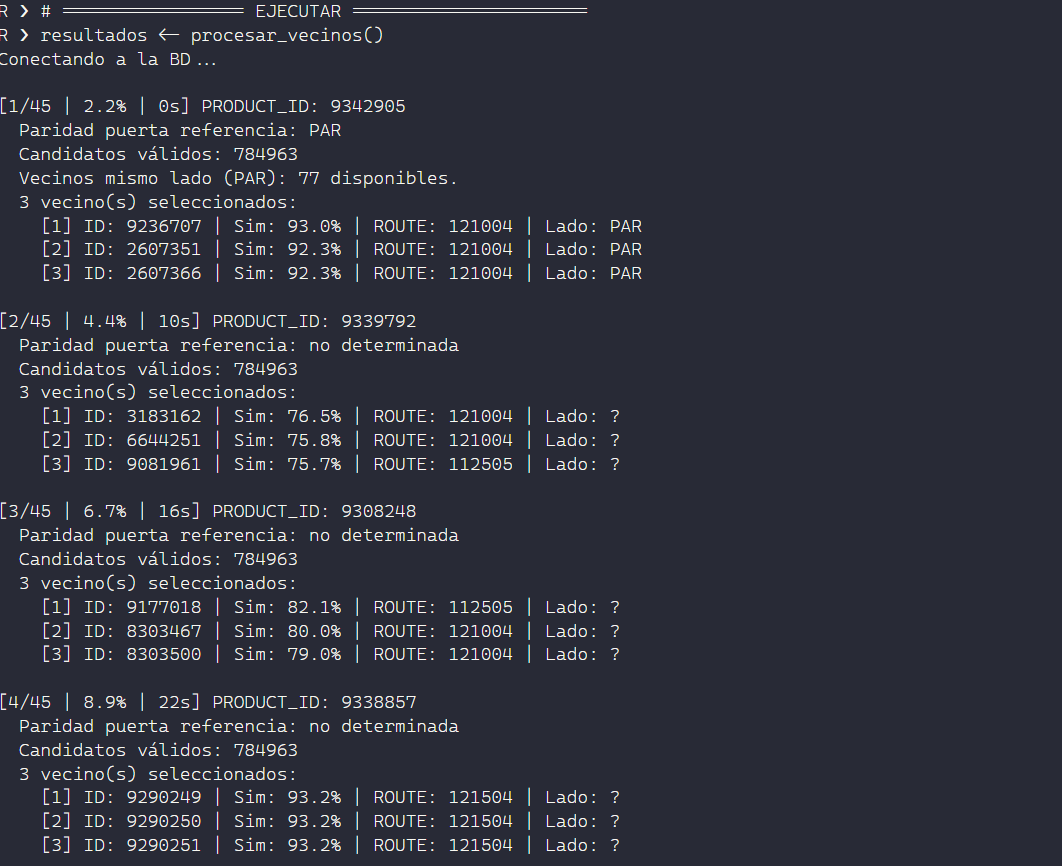 R ❯ # ═════════════════ EJECUTAR ══════════════════════
R ❯ resultados <- procesar_vecinos()
Conectando a la BD...
[1/45 | 2.2% | 0s] PRODUCT_ID: 9342905
Paridad puerta referencia: PAR
Candidatos válidos: 784963
Vecinos mismo lado (PAR): 77 disponibles.
3 vecino(s) seleccionados:
[1] ID: 9236707 | Sim: 93.0% | ROUTE: 121004 | Lado: PAR
[2] ID: 2607351 | Sim: 92.3% | ROUTE: 121004 | Lado: PAR
[3] ID: 2607366 | Sim: 92.3% | ROUTE: 121004 | Lado: PAR
[2/45 | 4.4% | 10s] PRODUCT_ID: 9339792
Paridad puerta referencia: no determinada
Candidatos válidos: 784963
3 vecino(s) seleccionados:
[1] ID: 3183162 | Sim: 76.5% | ROUTE: 121004 | Lado: ?
[2] ID: 6644251 | Sim: 75.8% | ROUTE: 121004 | Lado: ?
[3] ID: 9081961 | Sim: 75.7% | ROUTE: 112505 | Lado: ?
[3/45 | 6.7% | 16s] PRODUCT_ID: 9308248
Paridad puerta referencia: no determinada
Candidatos válidos: 784963
3 vecino(s) seleccionados:
[1] ID: 9177018 | Sim: 82.1% | ROUTE: 112505 | Lado: ?
[2] ID: 8303467 | Sim: 80.0% | ROUTE: 121004 | Lado: ?
[3] ID: 8303500 | Sim: 79.0% | ROUTE: 121004 | Lado: ?
[4/45 | 8.9% | 22s] PRODUCT_ID: 9338857
Paridad puerta referencia: no determinada
Candidatos válidos: 784963
3 vecino(s) seleccionados:
[1] ID: 9290249 | Sim: 93.2% | ROUTE: 121504 | Lado: ?
[2] ID: 9290250 | Sim: 93.2% | ROUTE: 121504 | Lado: ?
[3] ID: 9290251 | Sim: 93.2% | ROUTE: 121504 | Lado: ?